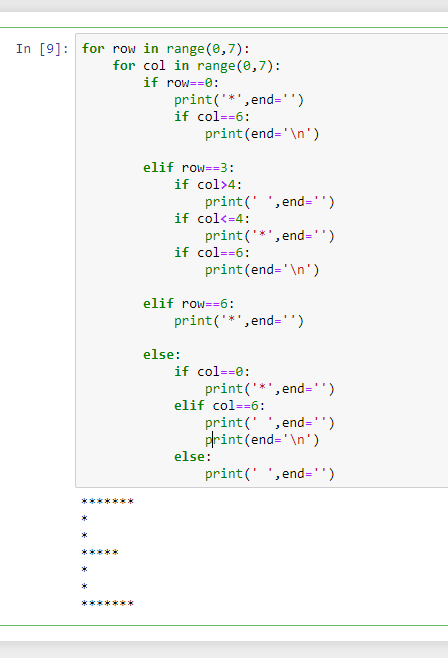 In [9]: for row in range(0,7):
    for col in range(0,7):
        if row==0:
            print('*',end='')
            if col==6:
                print(end='\n')

        elif row==3:
            if col>4:
                print(' ',end='')
            if col<=4:
                print('*',end='')
            if col==6:
                print(end='\n')

        elif row==6:
            print('*',end='')

        else:
            if col==0:
                print('*',end='')
            elif col==6:
                print(' ',end='')
                print(end='\n')
            else:
                print(' ',end='')
*******
*
*
*****
*
*
*******